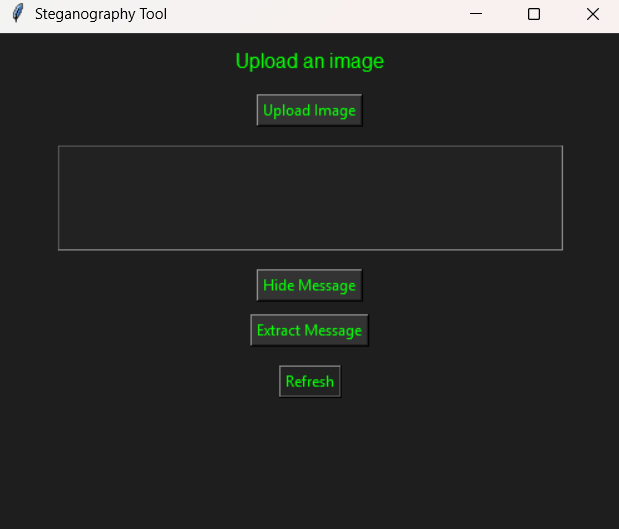 Steganography Tool
Upload an image
Upload Image
Hide Message
Extract Message
Refresh